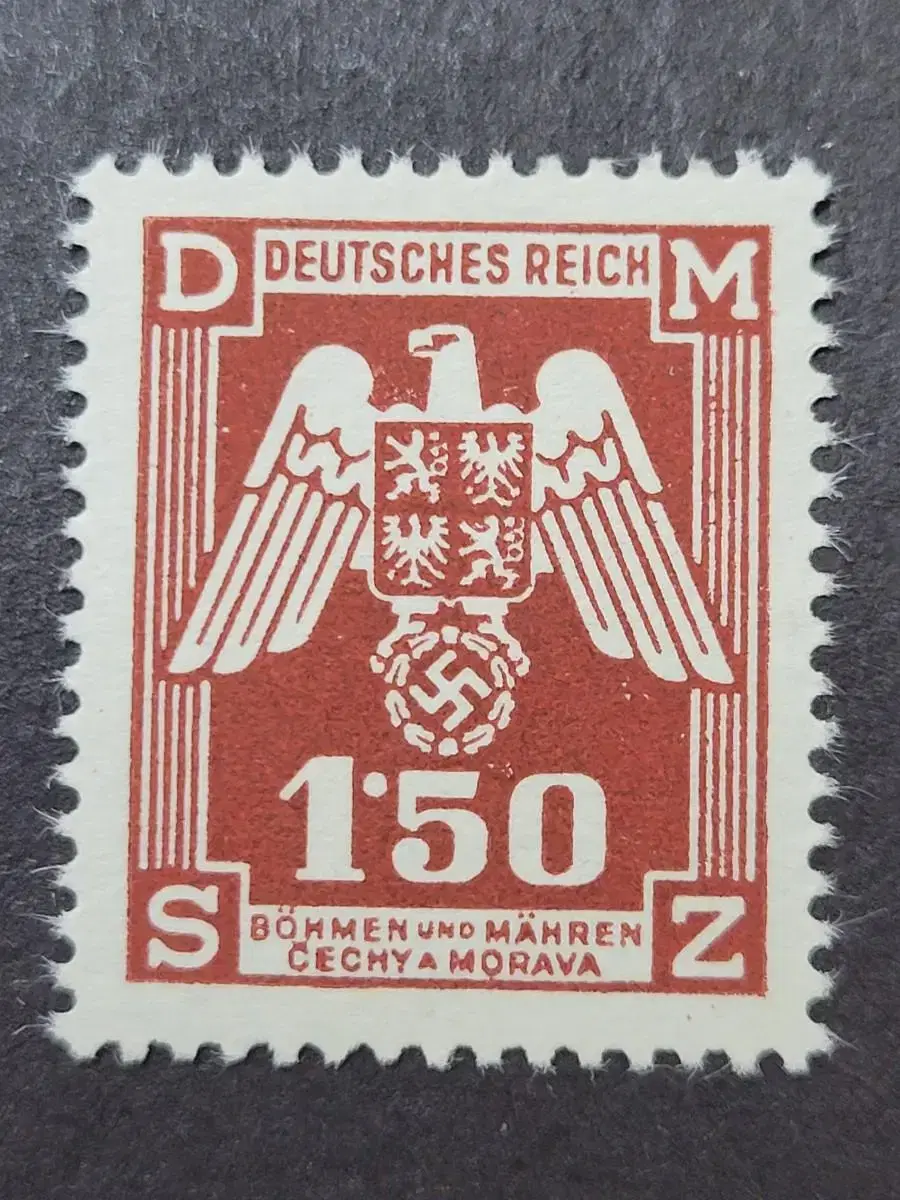 D DEUTSCHES REICH M
1·50
S BÖHMEN UND MÄHREN Z
ČECHY A MORAVA